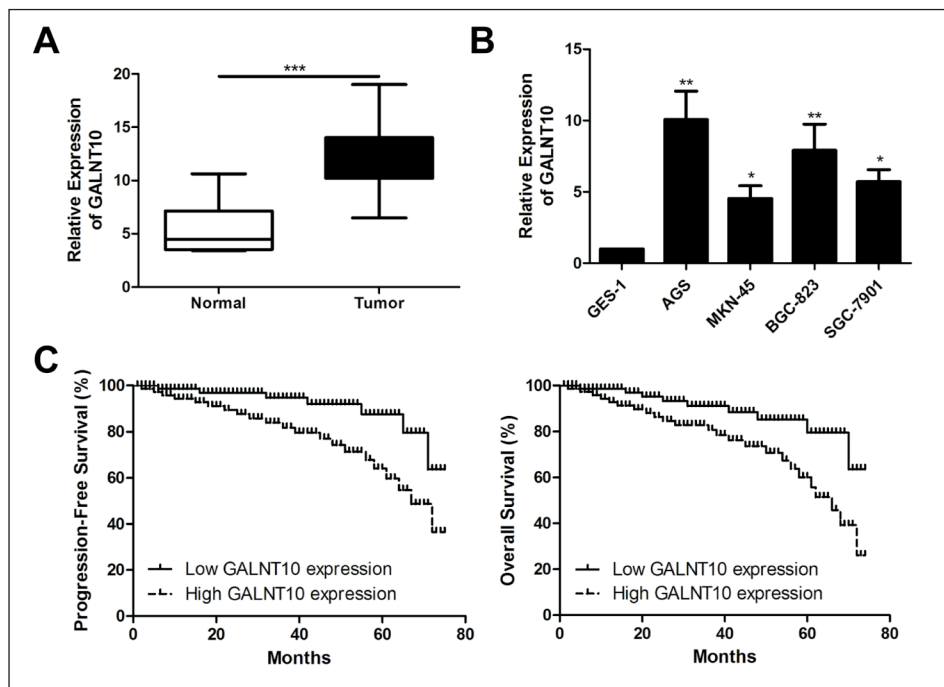 A
Relative Expression
of GALNT10
20
15
10
5
0
***
Normal
Tumor
B
Relative Expression
of GALNT10
15
10
5
0
**
*
**
*
GES-1
AGS
MKN-45
BGC-823
SGC-7901
C
Progression-Free Survival (%)
100
80
60
40
20
0
Low GALNT10 expression
High GALNT10 expression
0 20 40 60 80
Months
Overall Survival (%)
100
80
60
40
20
0
Low GALNT10 expression
High GALNT10 expression
0 20 40 60 80
Months